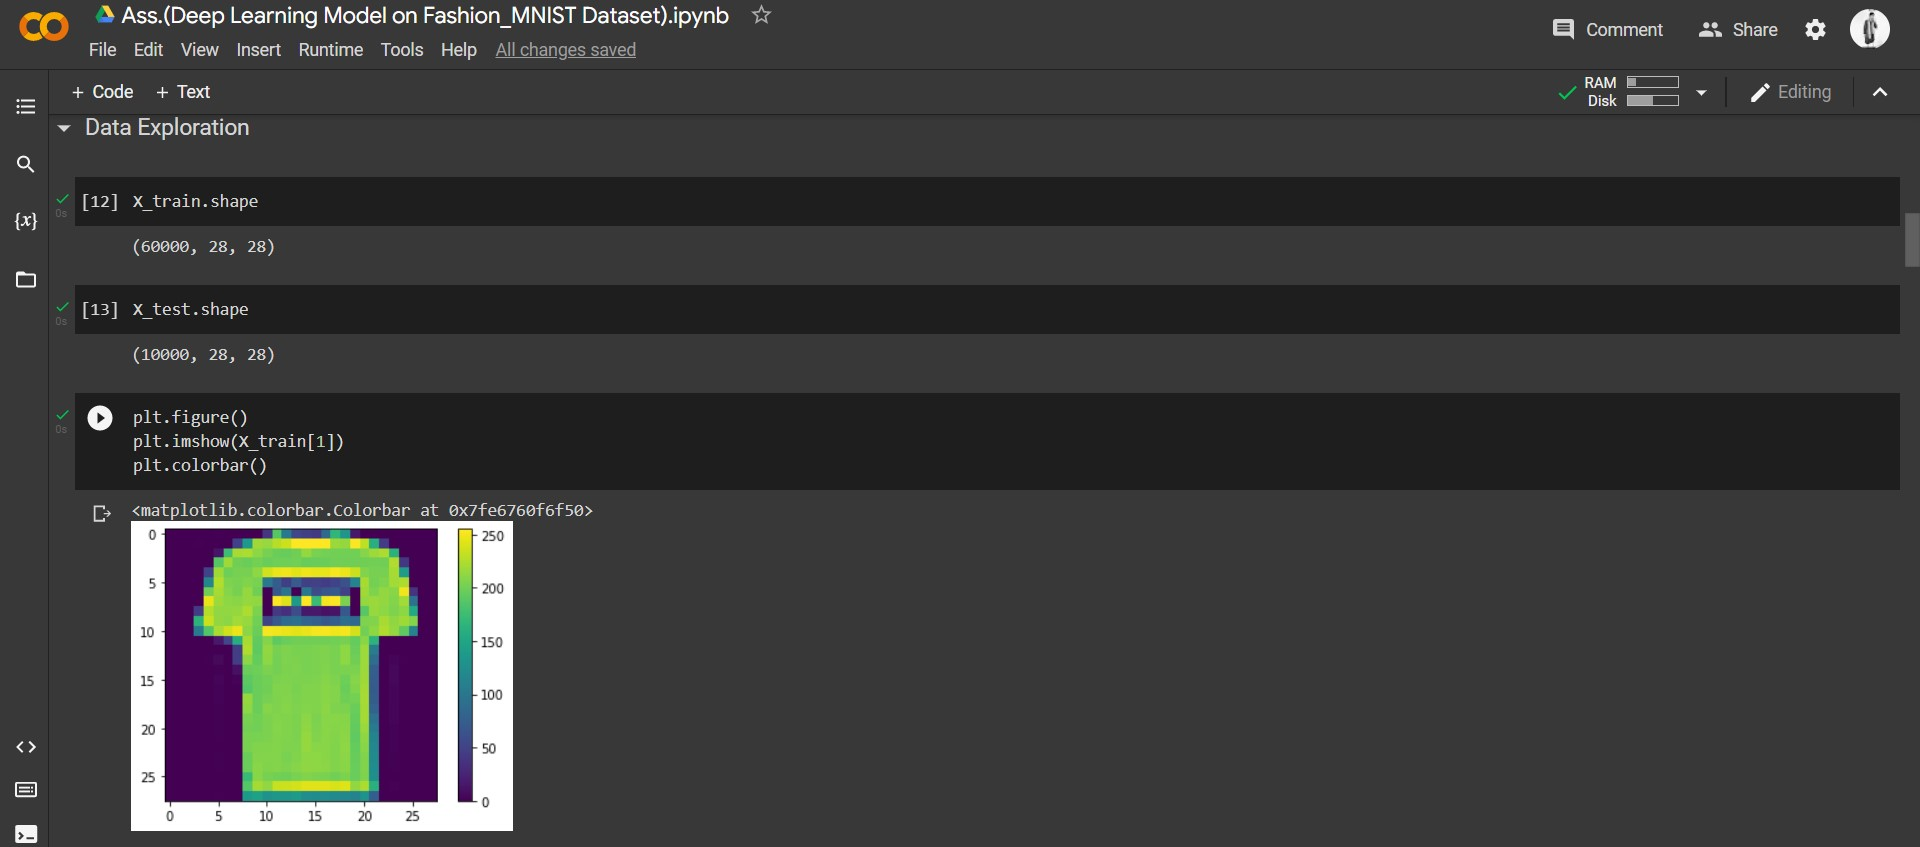 Ass.(Deep Learning Model on Fashion_MNIST Dataset).ipynb
File Edit View Insert Runtime Tools Help All changes saved
Comment Share
+ Code + Text
RAM
Disk
Editing
Data Exploration
0s
[12] X_train.shape
(60000, 28, 28)
0s
[13] X_test.shape
(10000, 28, 28)
0s
plt.figure()
plt.imshow(X_train[1])
plt.colorbar()
<matplotlib.colorbar.Colorbar at 0x7fe6760f6f50>
0
5
10
15
20
25
0 5 10 15 20 25
250
200
150
100
50
0
{x}